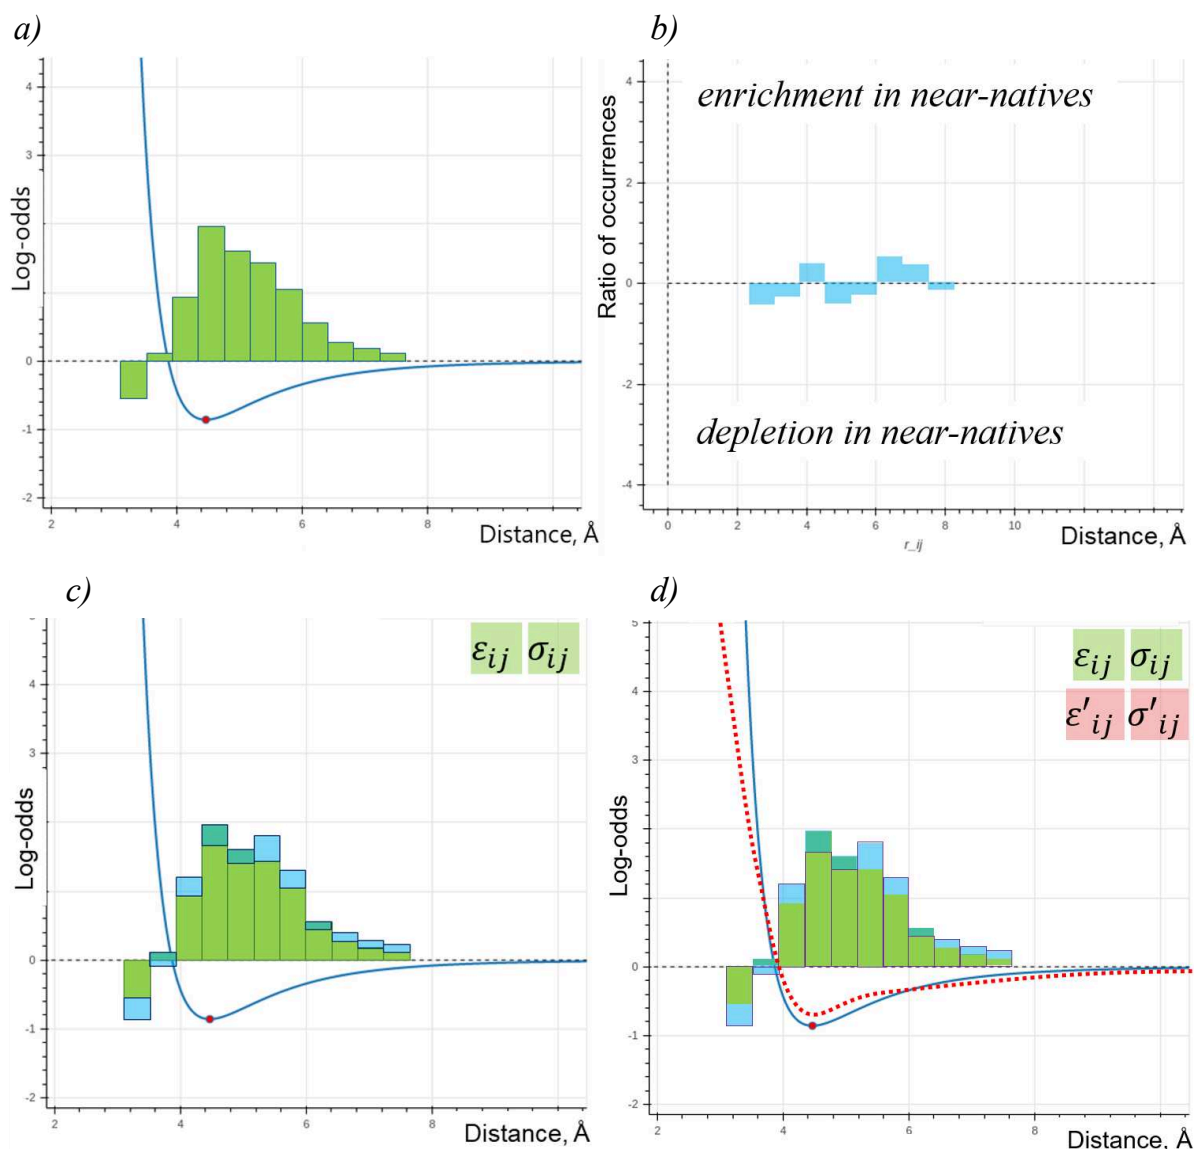 a)
Log-odds
4
3
0
-1
-2
2
4
6
8
Distance, Å
b)
Ratio of occurrences
4
2
0
-2
-4
enrichment in near-natives
depletion in near-natives
0
2
4
6
8
10
r_ij
Distance, Å
c)
Log-odds
4
3
0
-1
-2
εij σij
2
4
6
8
Distance, Å
d)
Log-odds
5
4
3
0
-1
-2
εij σij
ε′ij σ′ij
2
4
6
8
Distance, Å